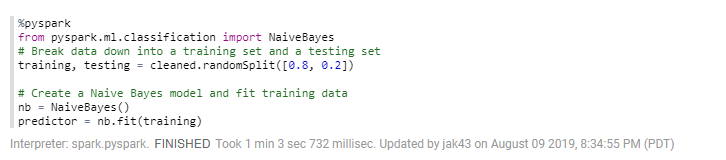 %pyspark
from pyspark.ml.classification import NaiveBayes
# Break data down into a training set and a testing set
training, testing = cleaned.randomSplit([0.8, 0.2])
# Create a Naive Bayes model and fit training data
nb = NaiveBayes()
predictor = nb.fit(training)
Interpreter: spark.pyspark. FINISHED Took 1 min 3 sec 732 millisec. Updated by jak43 on August 09 2019, 8:34:55 PM (PDT)